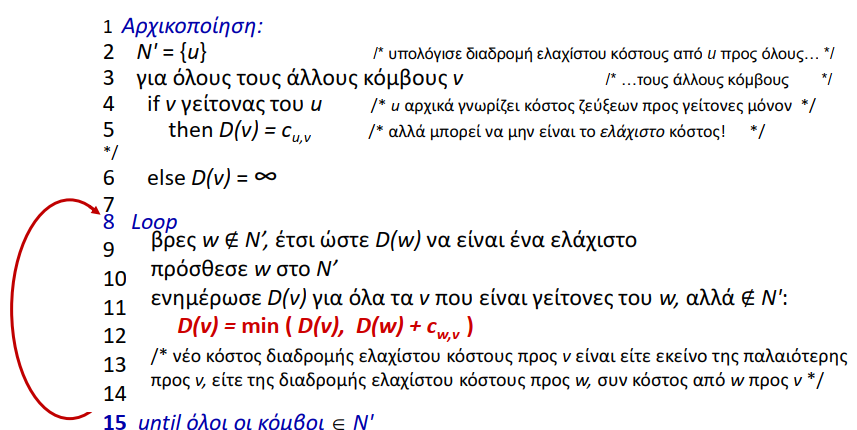 1 Αρχικοποίηση:
2 N' = {u} /* υπολόγισε διαδρομή ελαχίστου κόστους από u προς όλους… */
3 για όλους τους άλλους κόμβους v /* …τους άλλους κόμβους */
4 if v γείτονας του u /* u αρχικά γνωρίζει κόστος ζεύξεων προς γείτονες μόνον */
5 then D(v) = c_{u,v} /* αλλά μπορεί να μην είναι το ελάχιστο κόστος! */
*/
6 else D(v) = ∞
7
8 Loop
9 βρες w ∉ N’, έτσι ώστε D(w) να είναι ένα ελάχιστο
10 πρόσθεσε w στο N’
11 ενημέρωσε D(v) για όλα τα v που είναι γείτονες του w, αλλά ∉ N':
12 D(v) = min ( D(v), D(w) + c_{w,v} )
13 /* νέο κόστος διαδρομής ελαχίστου κόστους προς v είναι είτε εκείνο της παλαιότερης
14 προς v, είτε της διαδρομής ελαχίστου κόστους προς w, συν κόστος από w προς v */
15 until όλοι οι κόμβοι ∈ N'